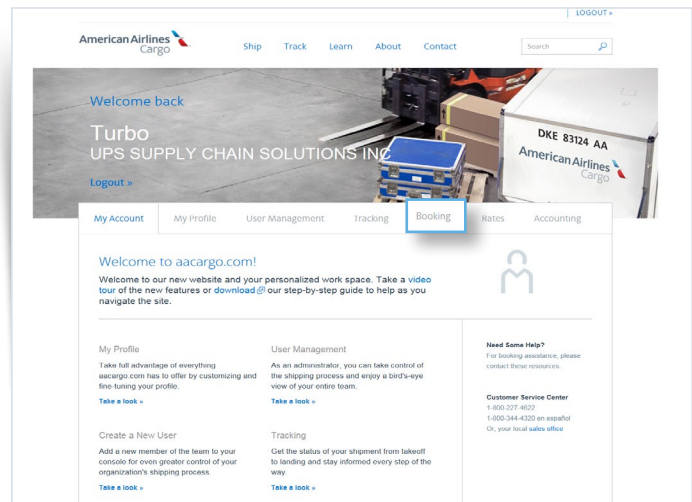 LOGOUT »
American Airlines
Cargo
Ship Track Learn About Contact
Search
Welcome back
Turbo
UPS SUPPLY CHAIN SOLUTIONS INC
Logout »
DKE 83124 AA
American Airlines
Cargo
My Account My Profile User Management Tracking Booking Rates Accounting
Welcome to aacargo.com!
Welcome to our new website and your personalized work space. Take a video
tour of the new features or download our step-by-step guide to help as you
navigate the site.
My Profile
Take full advantage of everything
aacargo.com has to offer by customizing and
fine-tuning your profile.
Take a look »
User Management
As an administrator, you can take control of
the shipping process and enjoy a bird's-eye
view of your entire team.
Take a look »
Create a New User
Add a new member of the team to your
console for even greater control of your
organization's shipping process.
Take a look »
Tracking
Get the status of your shipment from takeoff
to landing and stay informed every step of the
way
Take a look »
Need Some Help?
For booking assistance, please
contact these resources.
Customer Service Center
1-800-227-4622
1-800-344-4320 en español
Or, your local sales office